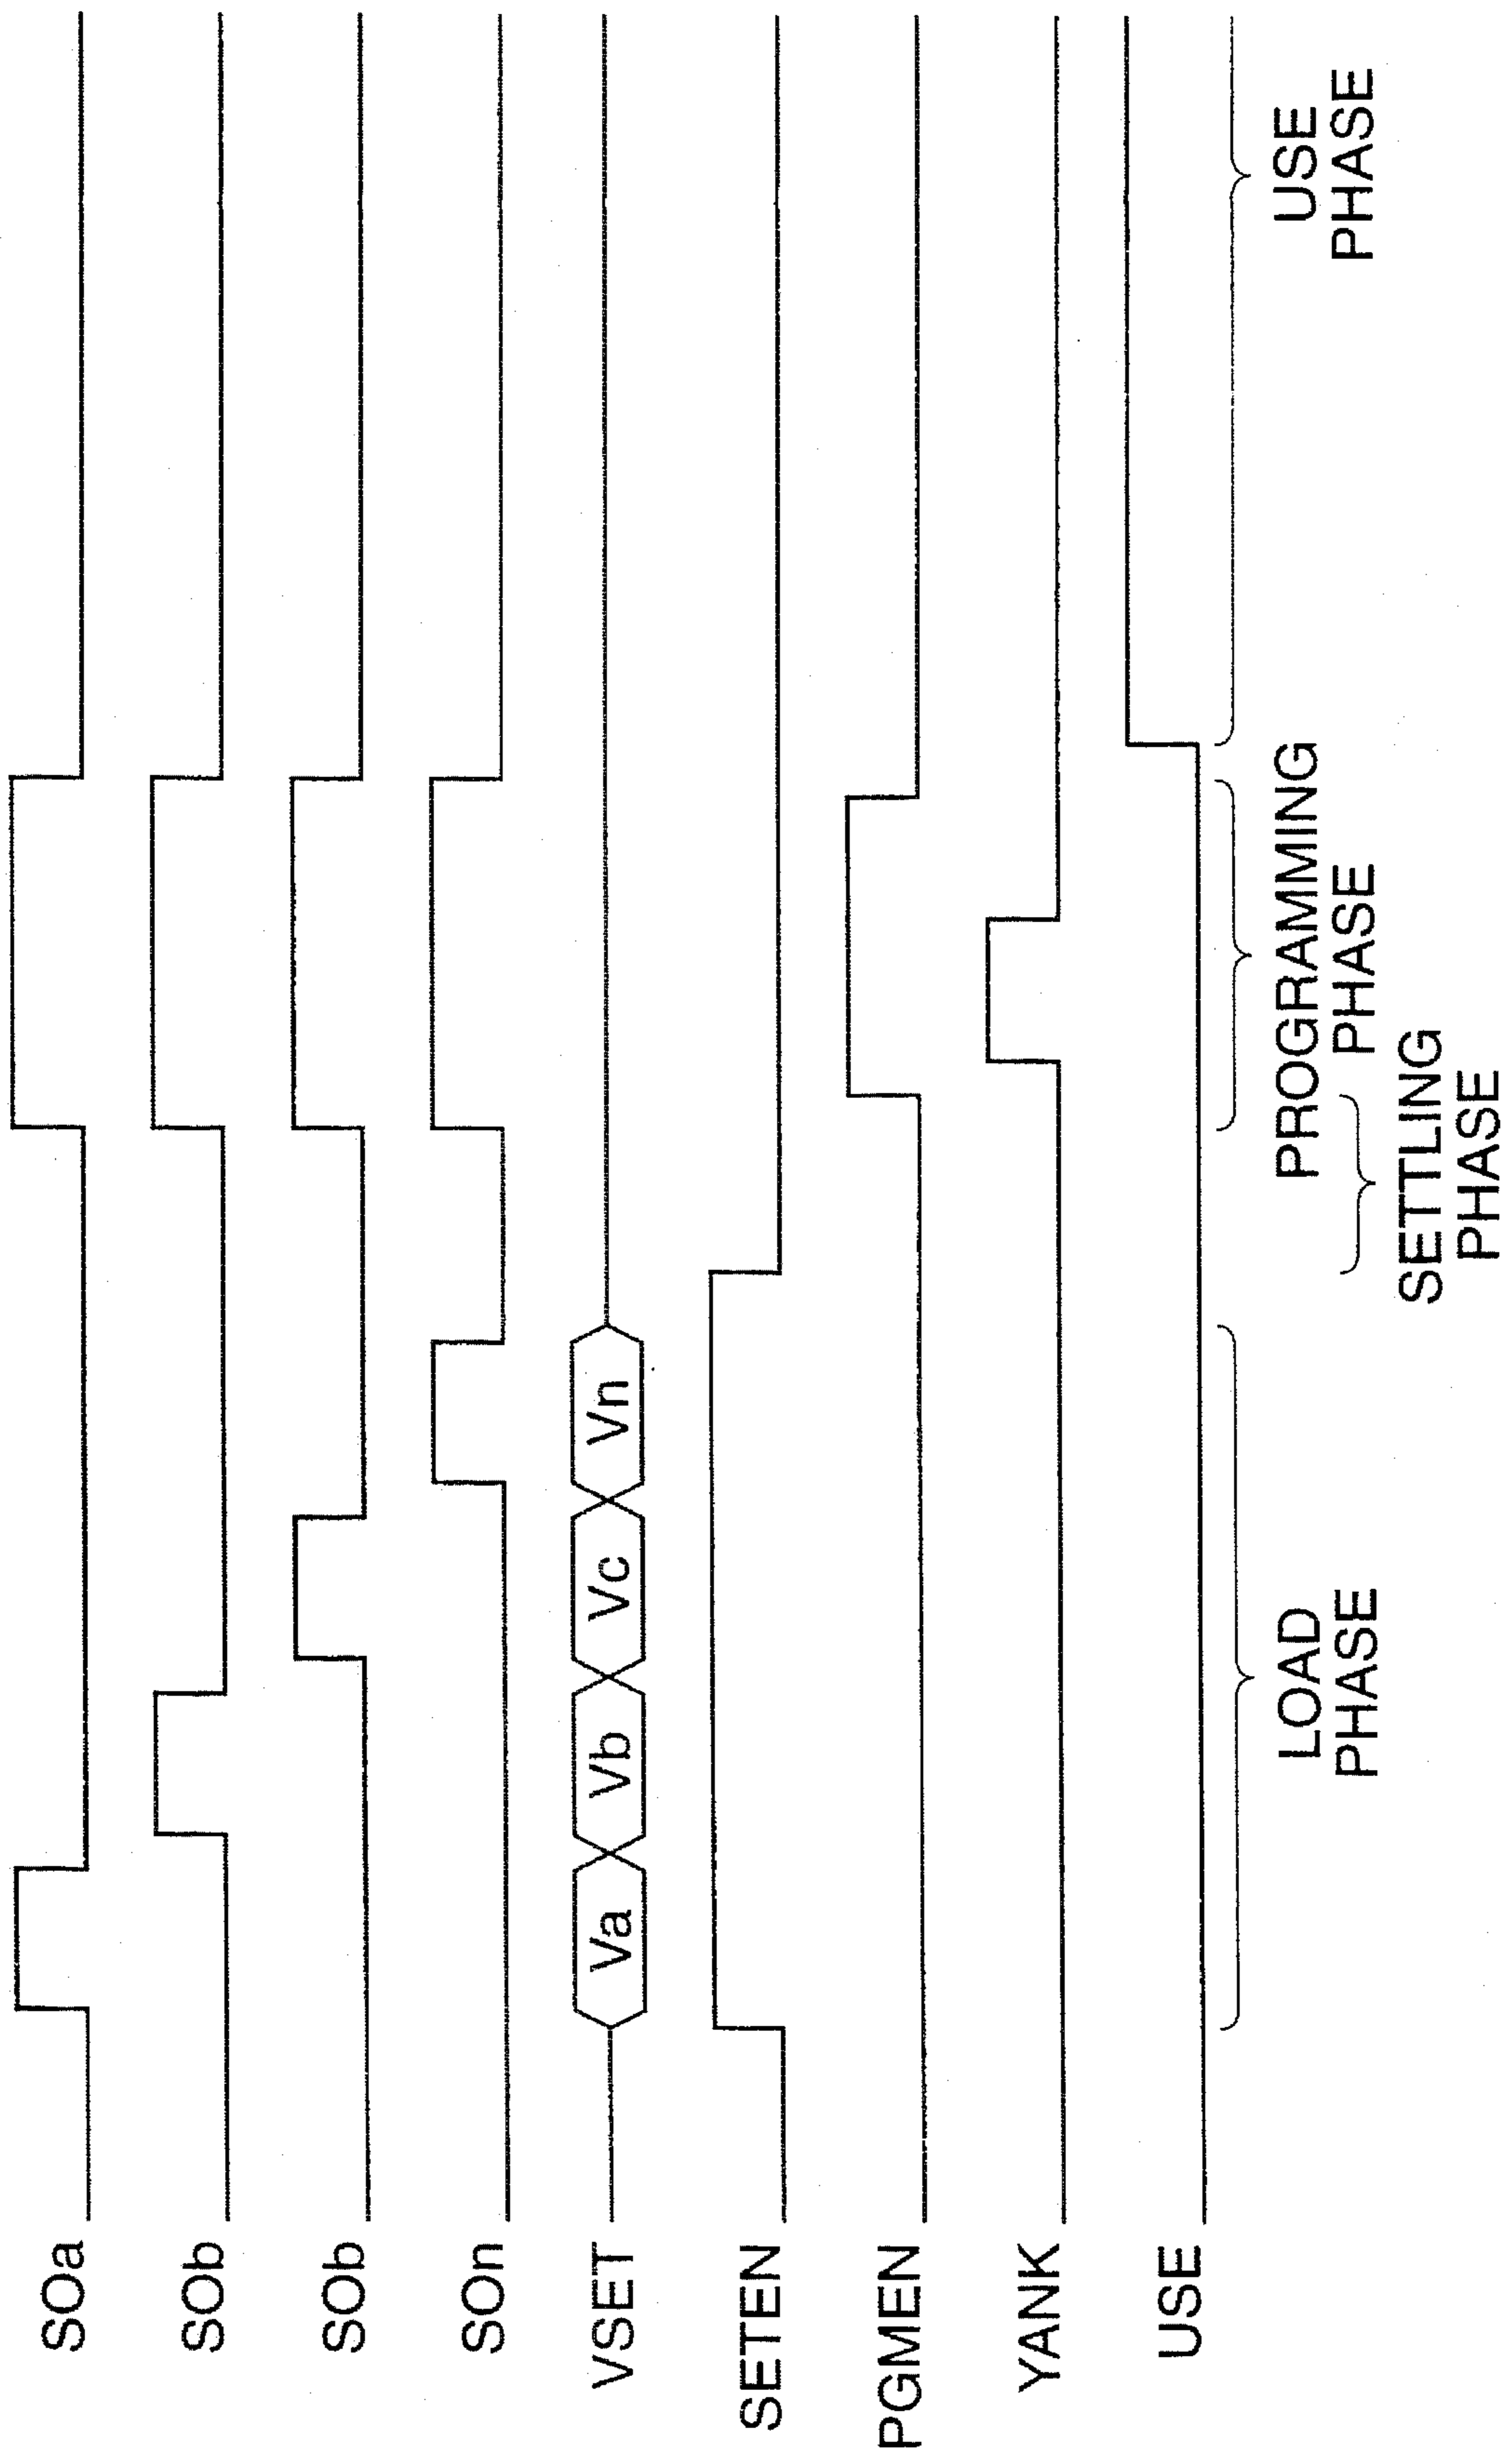 SOa
SOb
SOb
SOn
VSET
Va Vb Vc Vn
SETEN
PGMEN
YANK
USE
LOAD
PHASE
SETTLING
PHASE
PROGRAMMING
PHASE
USE
PHASE